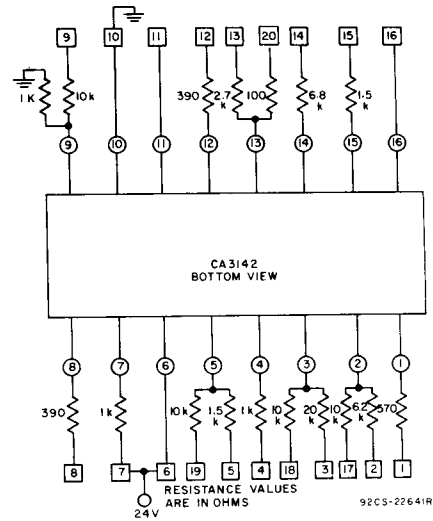 9 10 11 12 13 20 14 15 16
1K 10k 390 2.7 k 100 6.8 k 1.5 k
9 10 11 12 13 14 15 16
CA3142
BOTTOM VIEW
8 7 6 5 4 3 2 1
390 1k 10k 1.5 k 1k 10 k 20 k 10 k 6.2 k 570
8 7 6 19 5 4 18 3 17 2 1
24V
RESISTANCE VALUES
ARE IN OHMS
92CS-22641R